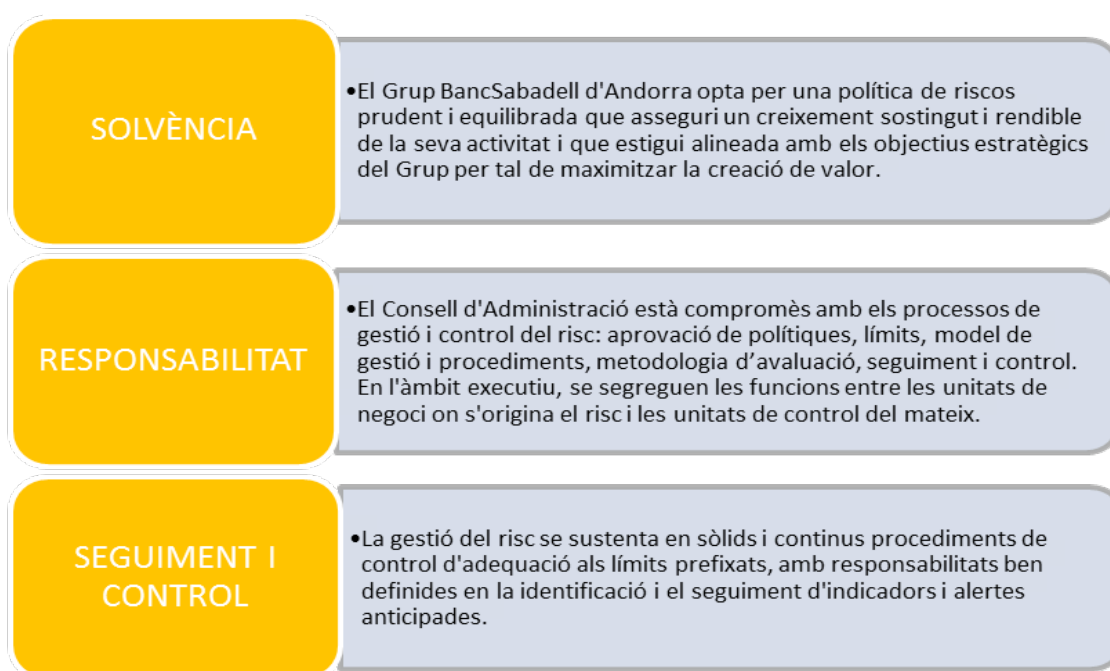 SOLVÈNCIA
•El Grup BancSabadell d'Andorra opta per una política de riscos
prudent i equilibrada que asseguri un creixement sostingut i rendible
de la seva activitat i que estigui alineada amb els objectius estratègics
del Grup per tal de maximitzar la creació de valor.
RESPONSABILITAT
•El Consell d'Administració està compromès amb els processos de
gestió i control del risc: aprovació de polítiques, límits, model de
gestió i procediments, metodologia d’avaluació, seguiment i control.
En l'àmbit executiu, se segreguen les funcions entre les unitats de
negoci on s'origina el risc i les unitats de control del mateix.
SEGUIMENT I
CONTROL
•La gestió del risc se sustenta en sòlids i continus procediments de
control d'adequació als límits prefixats, amb responsabilitats ben
definides en la identificació i el seguiment d'indicadors i alertes
anticipades.